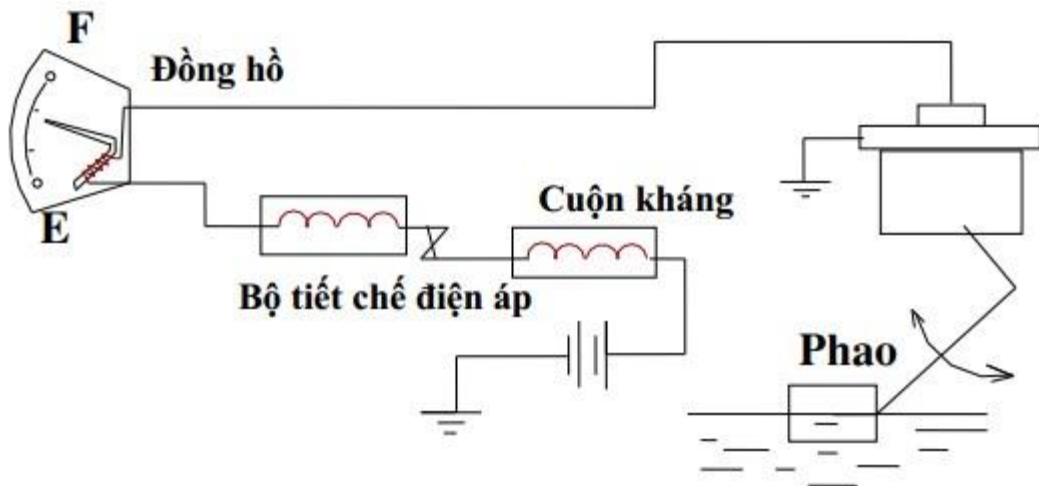 F
Đồng hồ
E
Cuộn kháng
Bộ tiết chế điện áp
Phao